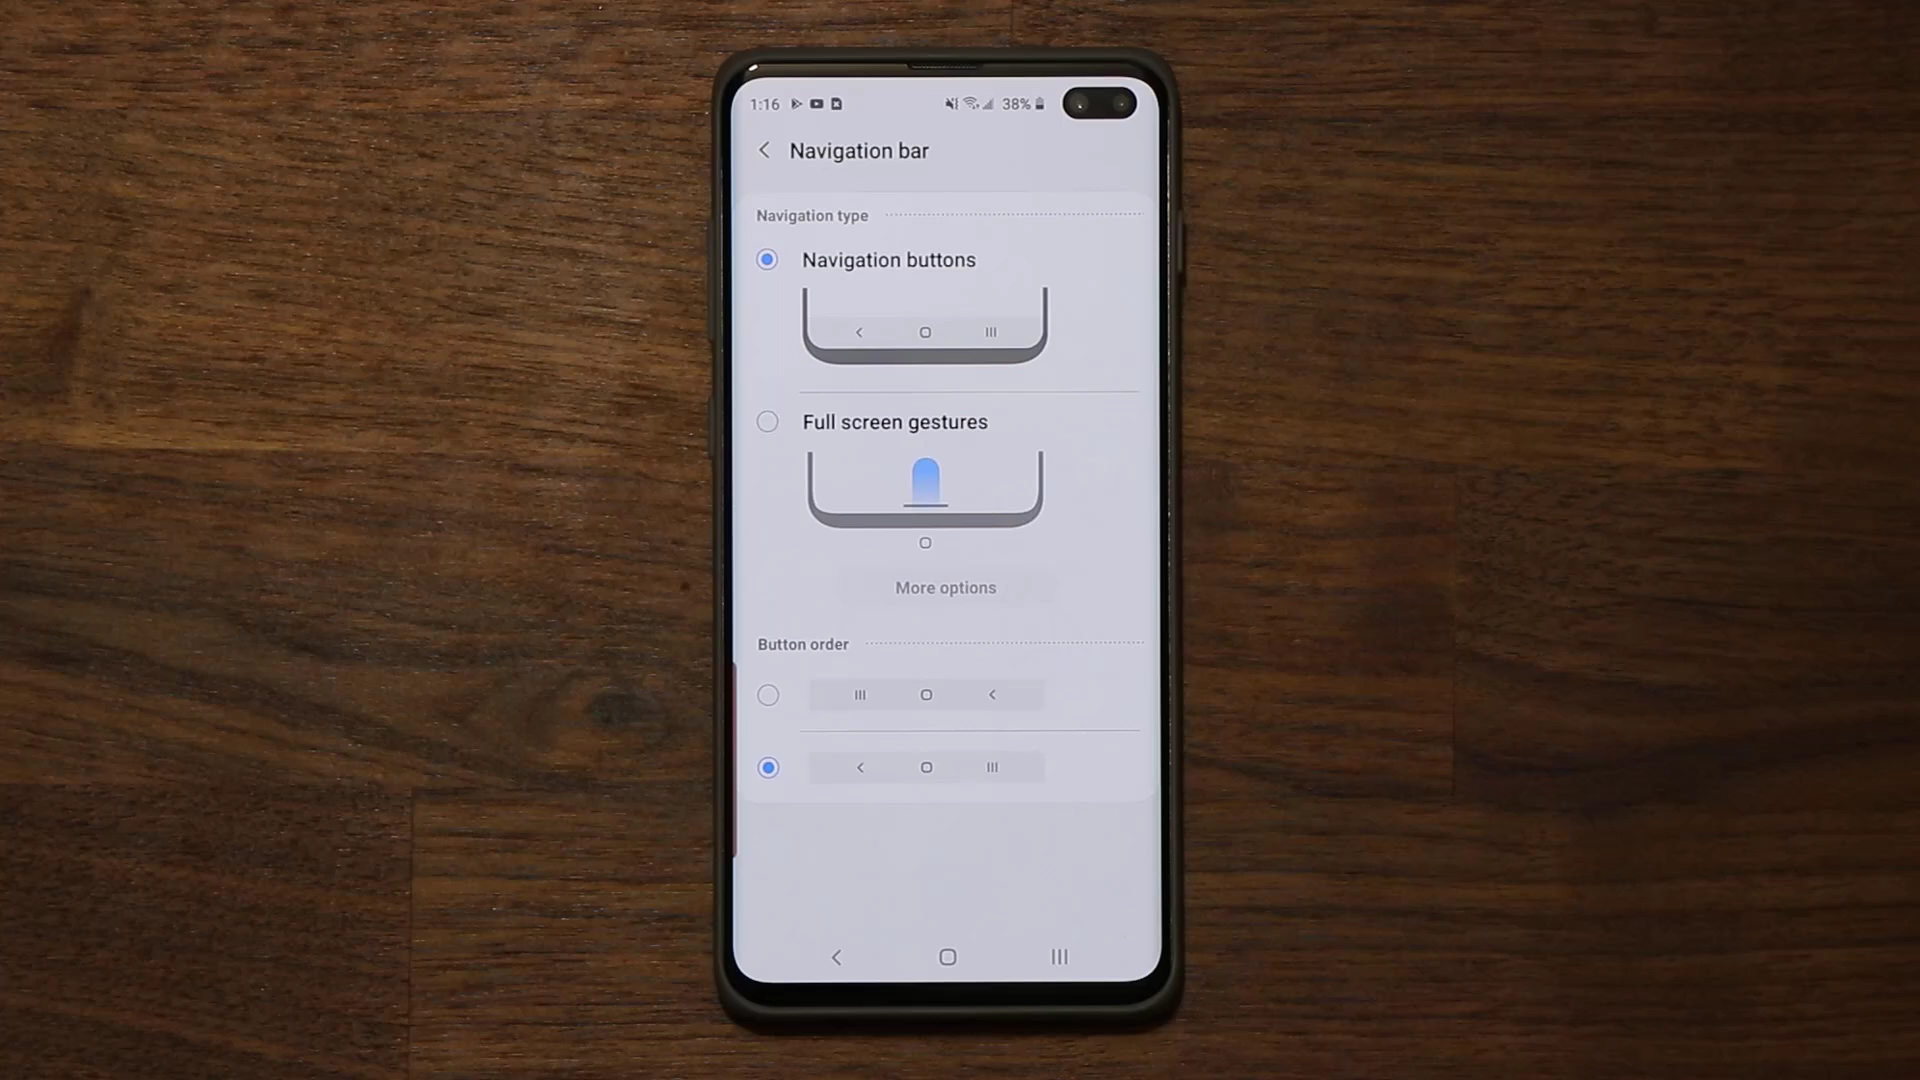 1:16 38%
Navigation bar
Navigation type
Navigation buttons
Full screen gestures
More options
Button order